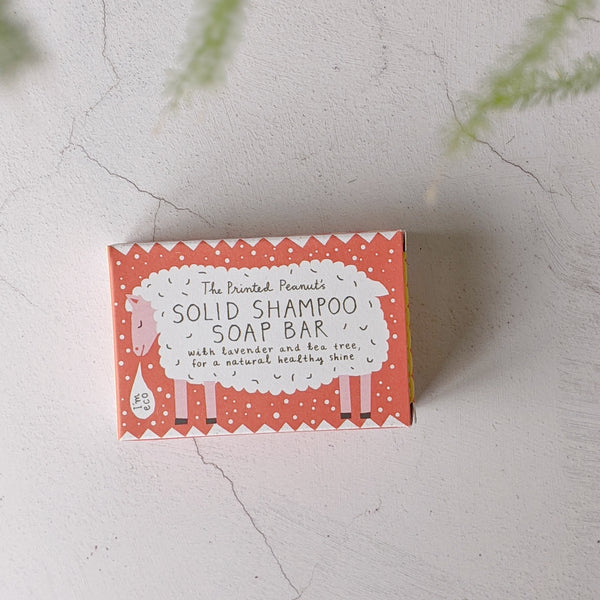 The Printed Peanut's
SOLID SHAMPOO
SOAP BAR
with lavender and tea tree,
for a natural healthy shine
I'm
eco